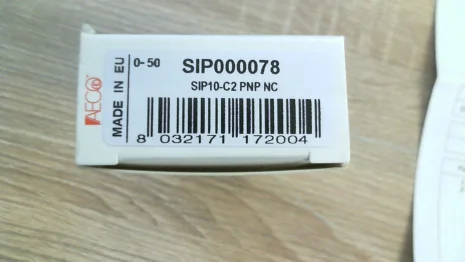 AECO
MADE IN EU
0-50
SIP000078
SIP10-C2 PNP NC
8 032171 172004